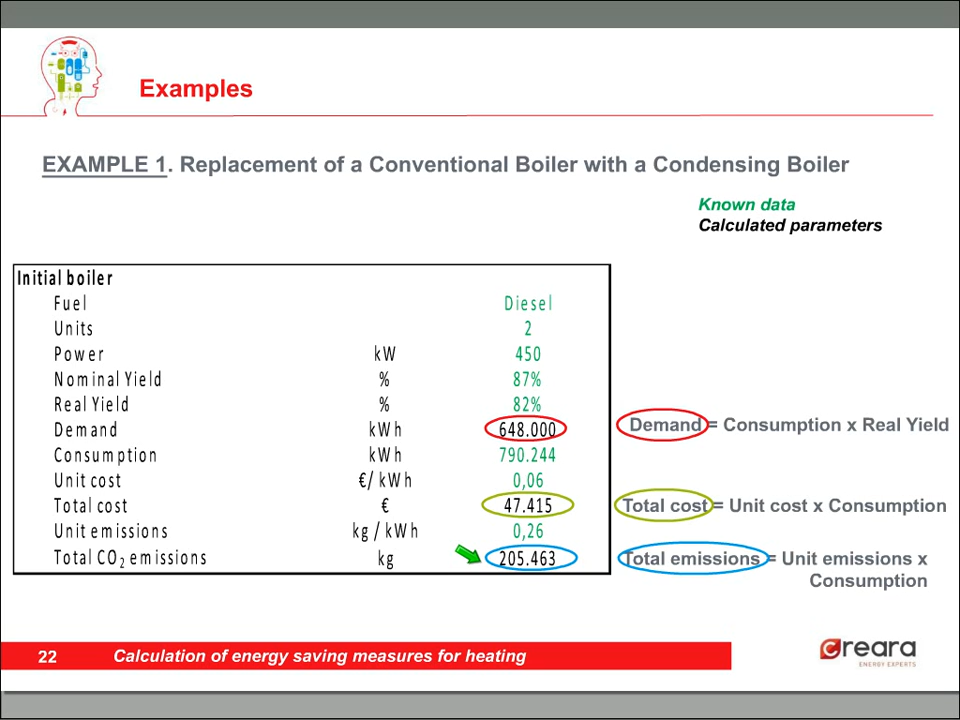 Examples
EXAMPLE 1. Replacement of a Conventional Boiler with a Condensing Boiler
Known data
Calculated parameters
Initial boiler
Fuel Diesel
Units 2
Power kW 450
Nominal Yield % 87%
Real Yield % 82%
Demand kWh 648.000 Demand = Consumption x Real Yield
Consumption kWh 790.244
Unit cost €/kWh 0,06
Total cost € 47.415 Total cost = Unit cost x Consumption
Unit emissions kg / kWh 0,26
Total CO2 emissions kg 205.463 Total emissions = Unit emissions x
Consumption
22 Calculation of energy saving measures for heating
creara
ENERGY EXPERTS